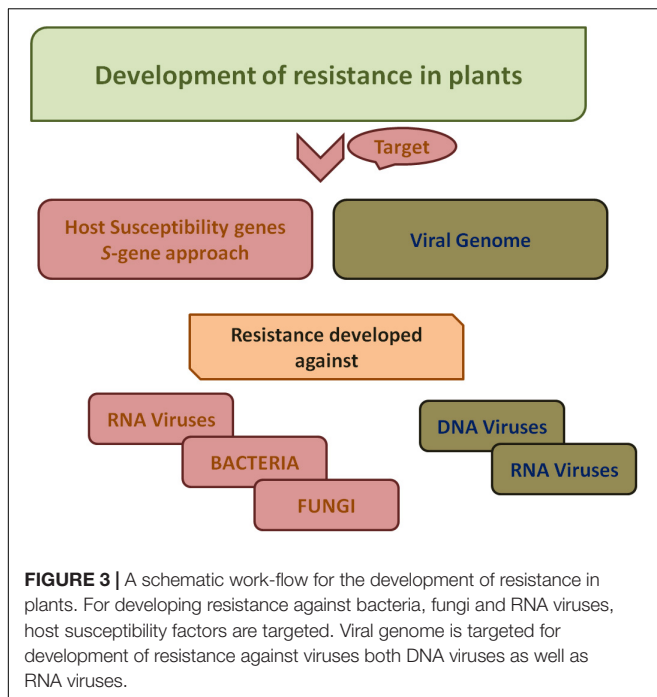 Development of resistance in plants
Target
Host Susceptibility genes
S-gene approach
Viral Genome
Resistance developed
against
RNA Viruses
BACTERIA
FUNGI
DNA Viruses
RNA Viruses
FIGURE 3 | A schematic work-flow for the development of resistance in
plants. For developing resistance against bacteria, fungi and RNA viruses,
host susceptibility factors are targeted. Viral genome is targeted for
development of resistance against viruses both DNA viruses as well as
RNA viruses.